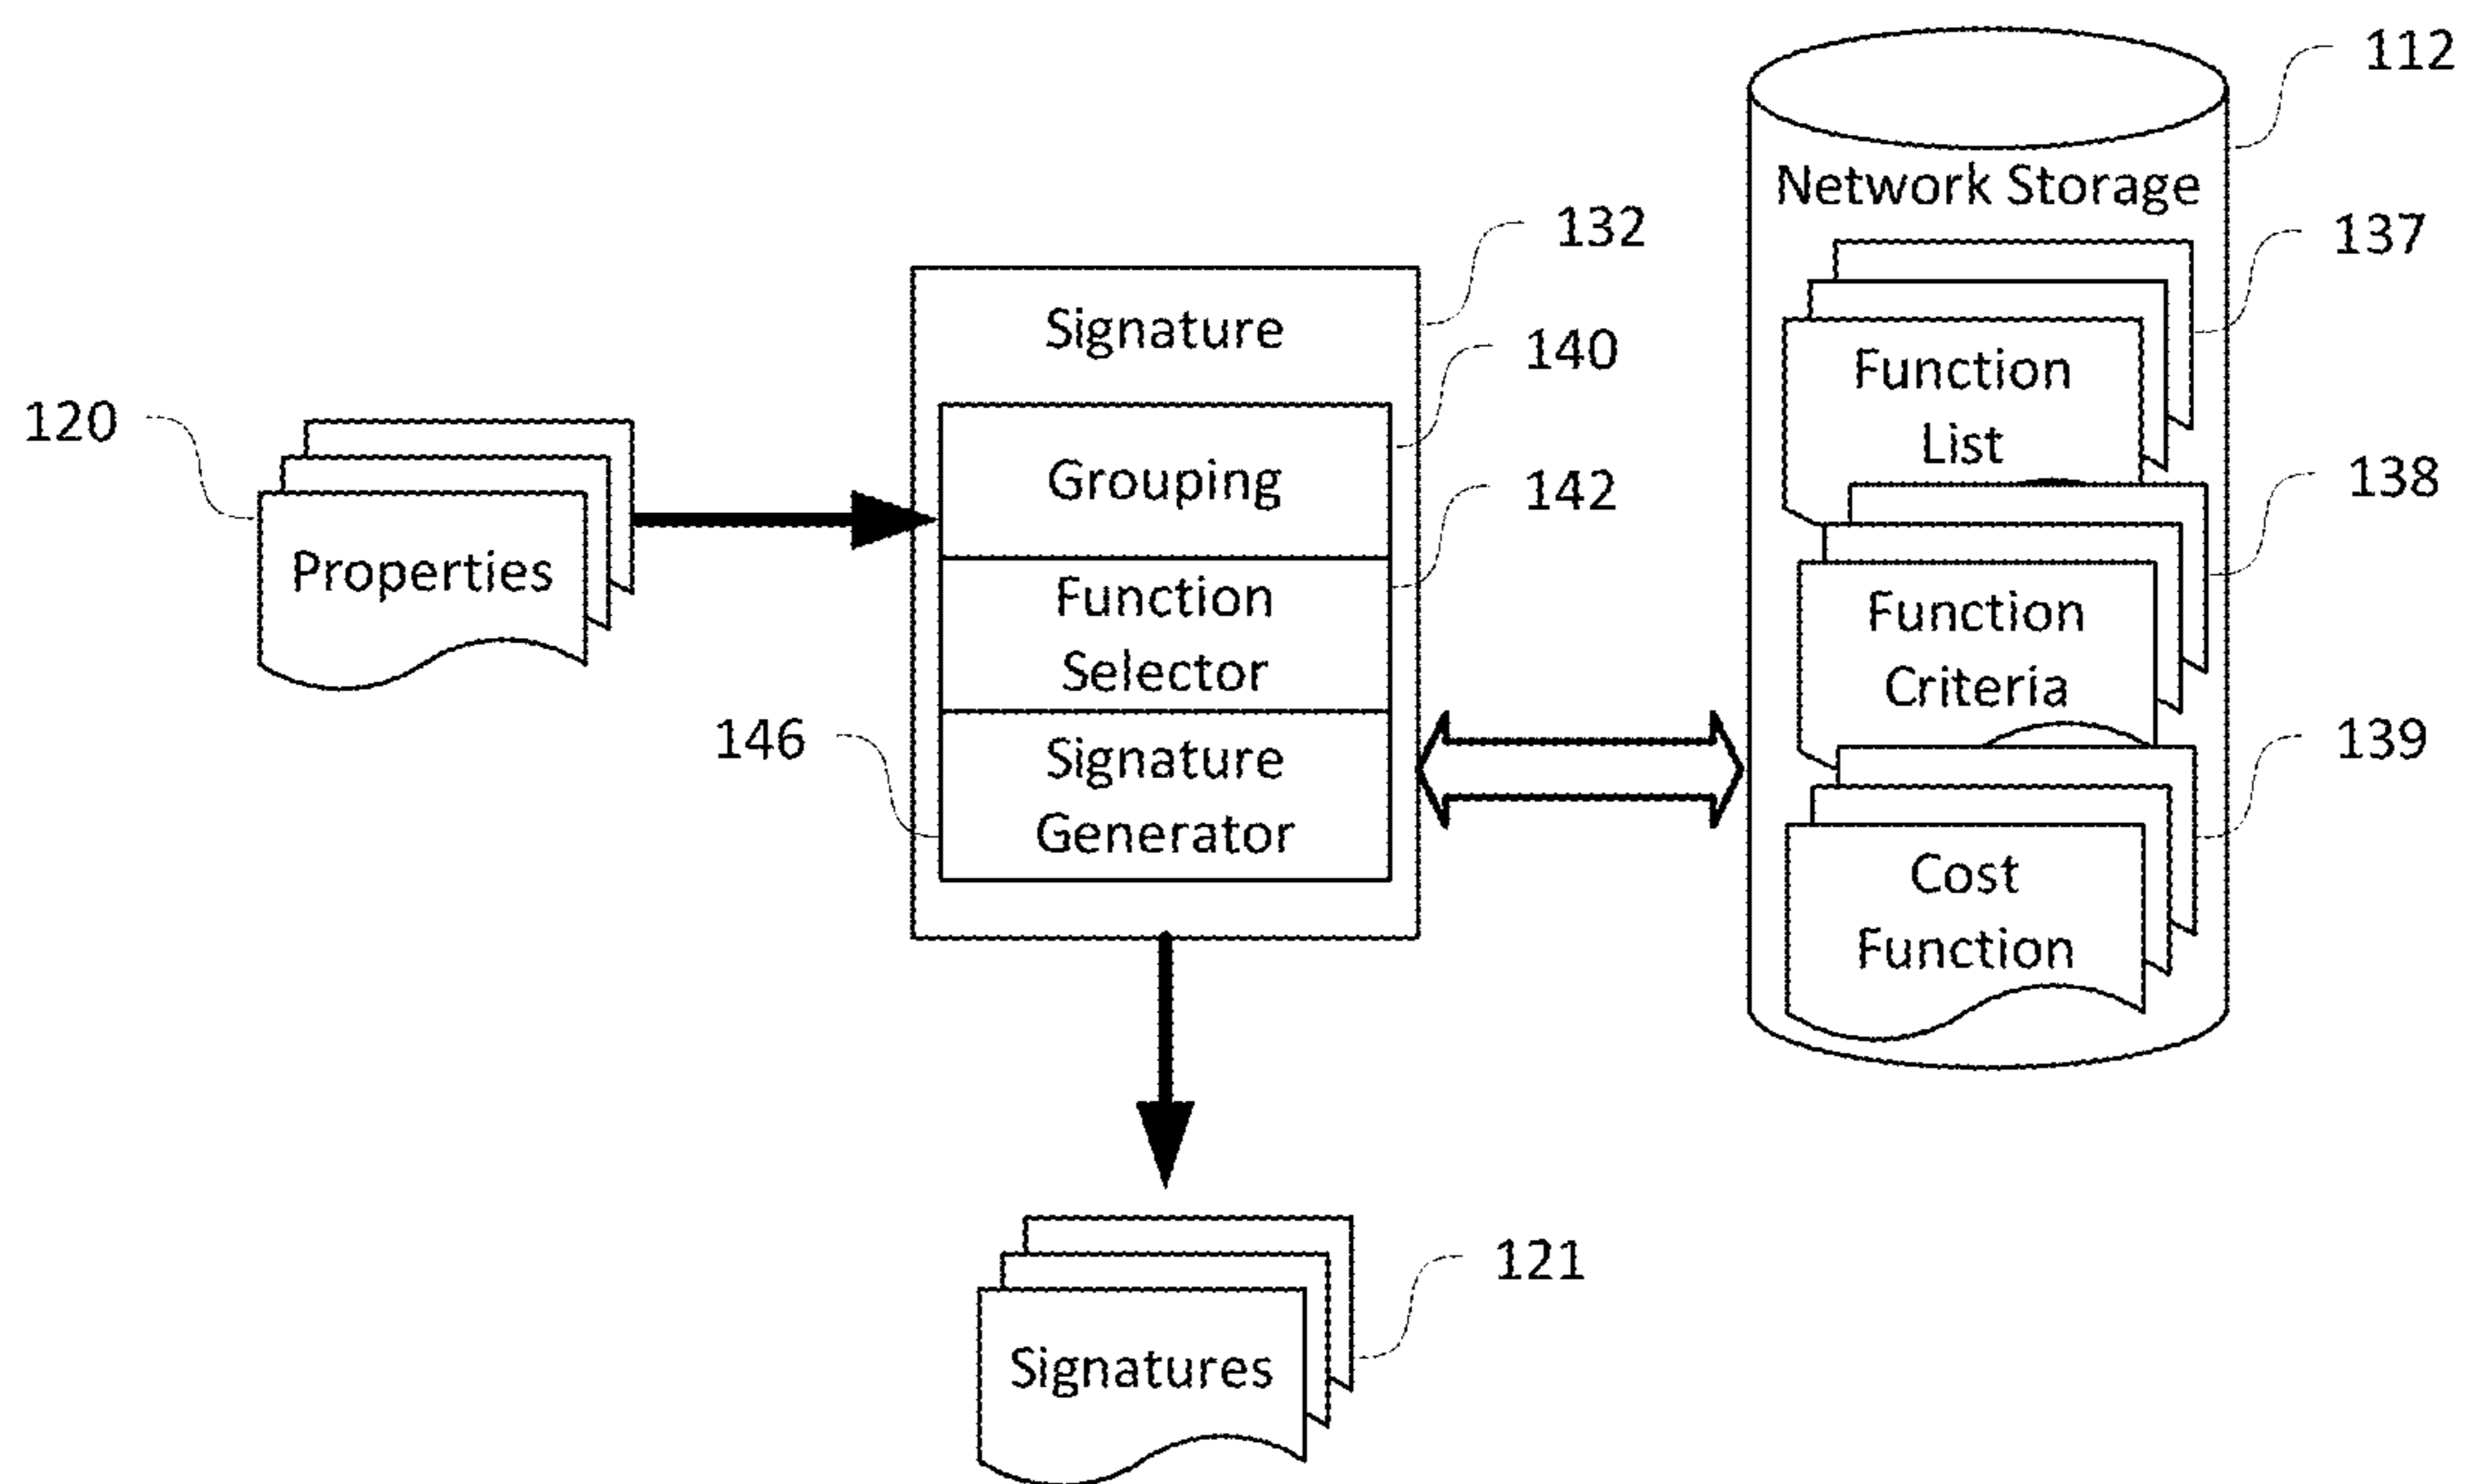 112
Network Storage
137
132
Signature
140
Function
List
120
Grouping
142
138
Properties
Function
Selector
Function
Criteria
146
Signature
Generator
139
Cost
Function
121
Signatures